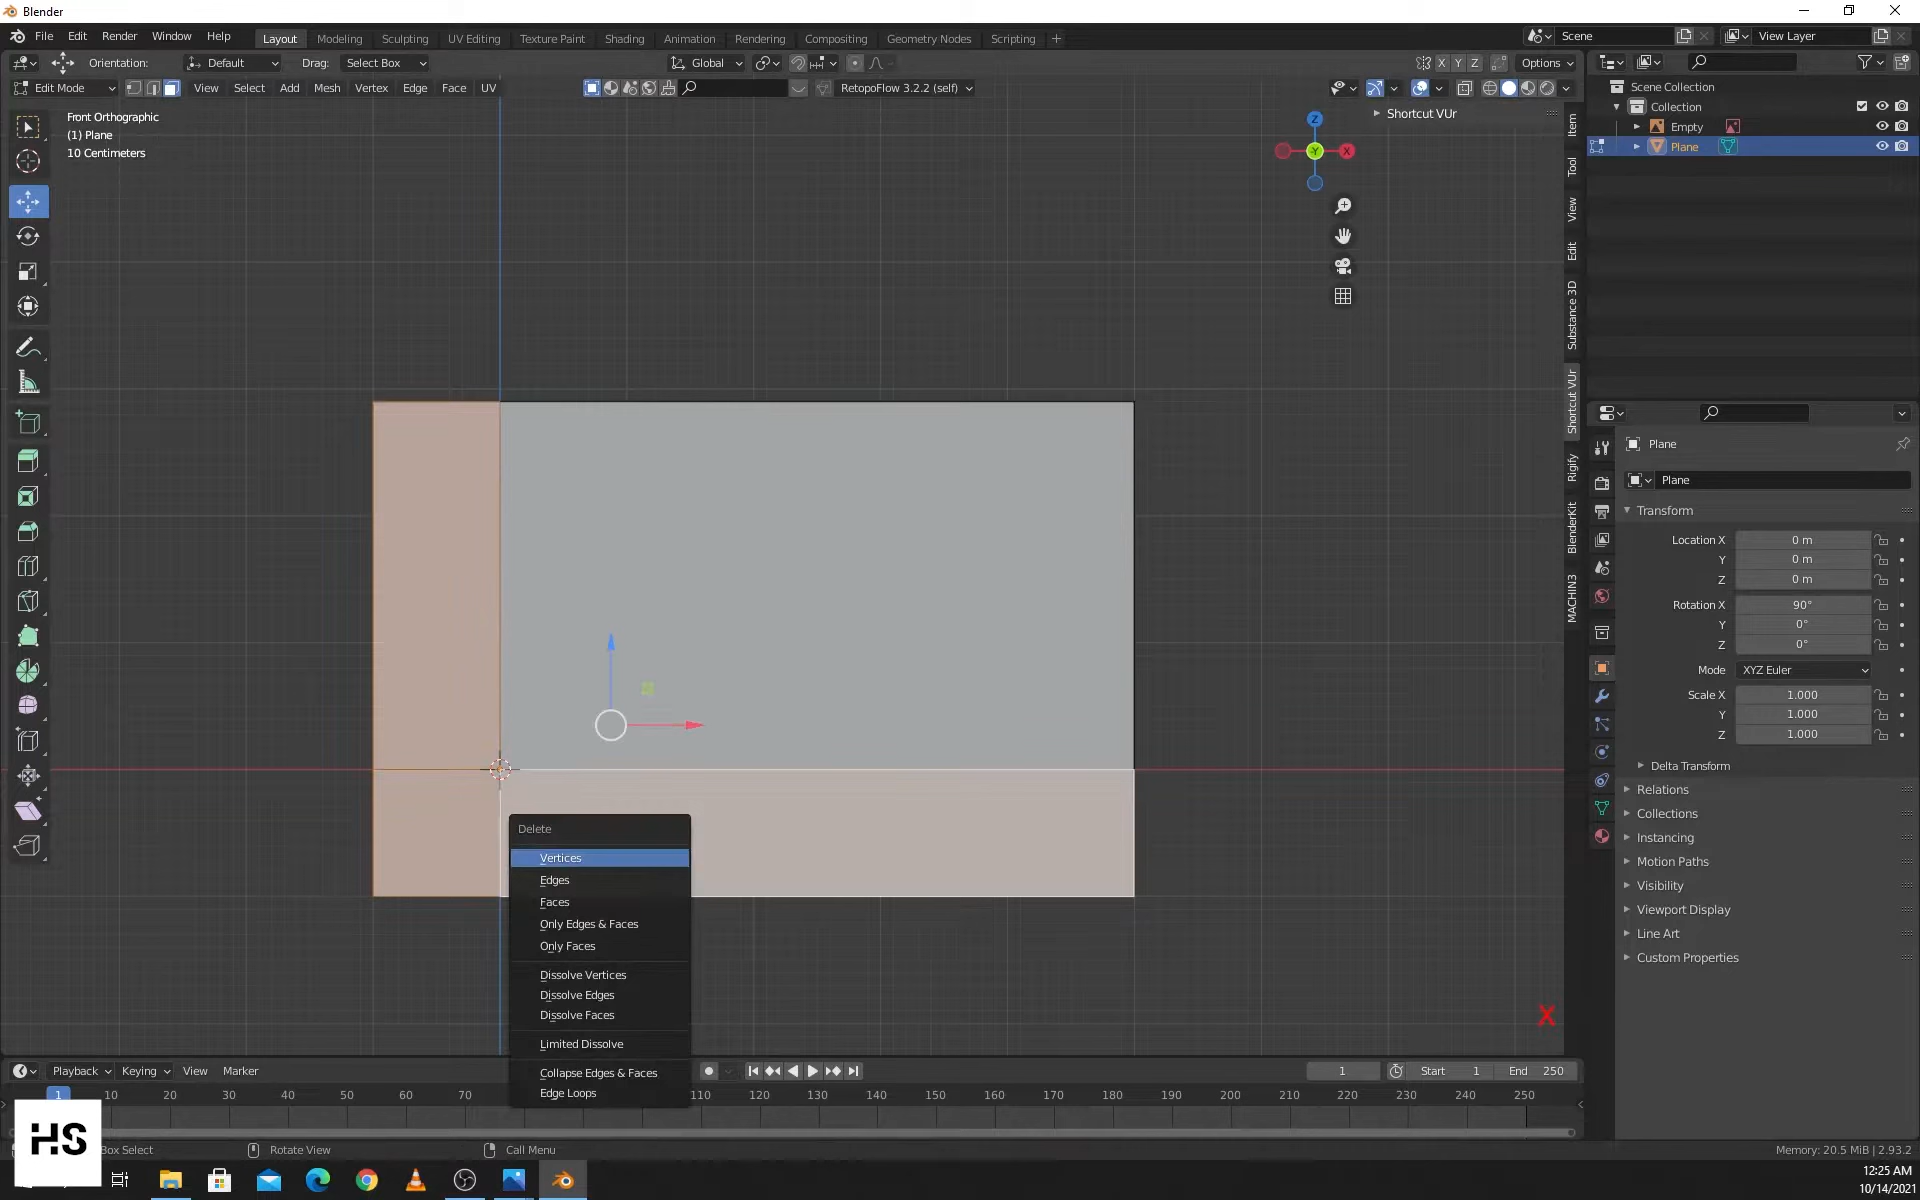 Blender
File Edit Render Window Help
Layout Modeling Sculpting UV Editing Texture Paint Shading Animation Rendering Compositing Geometry Nodes Scripting +
Scene
View Layer
Orientation: Default Drag: Select Box
Global
X Y Z Options
Edit Mode View Select Add Mesh Vertex Edge Face UV
RetopoFlow 3.2.2 (self)
Front Orthographic
(1) Plane
10 Centimeters
Shortcut VUr
Z
Y
X
Item
Tool
View
Edit
Substance 3D
Shortcut VUr
Rigify
BlenderKit
MACHIN3
Scene Collection
Collection
Empty
Plane
Plane
Plane
Transform
Location X 0 m
Y 0 m
Z 0 m
Rotation X 90°
Y 0°
Z 0°
Mode XYZ Euler
Scale X 1.000
Y 1.000
Z 1.000
Delta Transform
Relations
Collections
Instancing
Motion Paths
Visibility
Viewport Display
Line Art
Custom Properties
Delete
Vertices
Edges
Faces
Only Edges & Faces
Only Faces
Dissolve Vertices
Dissolve Edges
Dissolve Faces
Limited Dissolve
Collapse Edges & Faces
Edge Loops
X
Playback Keying View Marker
1 Start 1 End 250
1 10 20 30 40 50 60 70 110 120 130 140 150 160 170 180 190 200 210 220 230 240 250
HS
Box Select Rotate View Call Menu
Memory: 20.5 MiB | 2.93.2
12:25 AM
10/14/2021